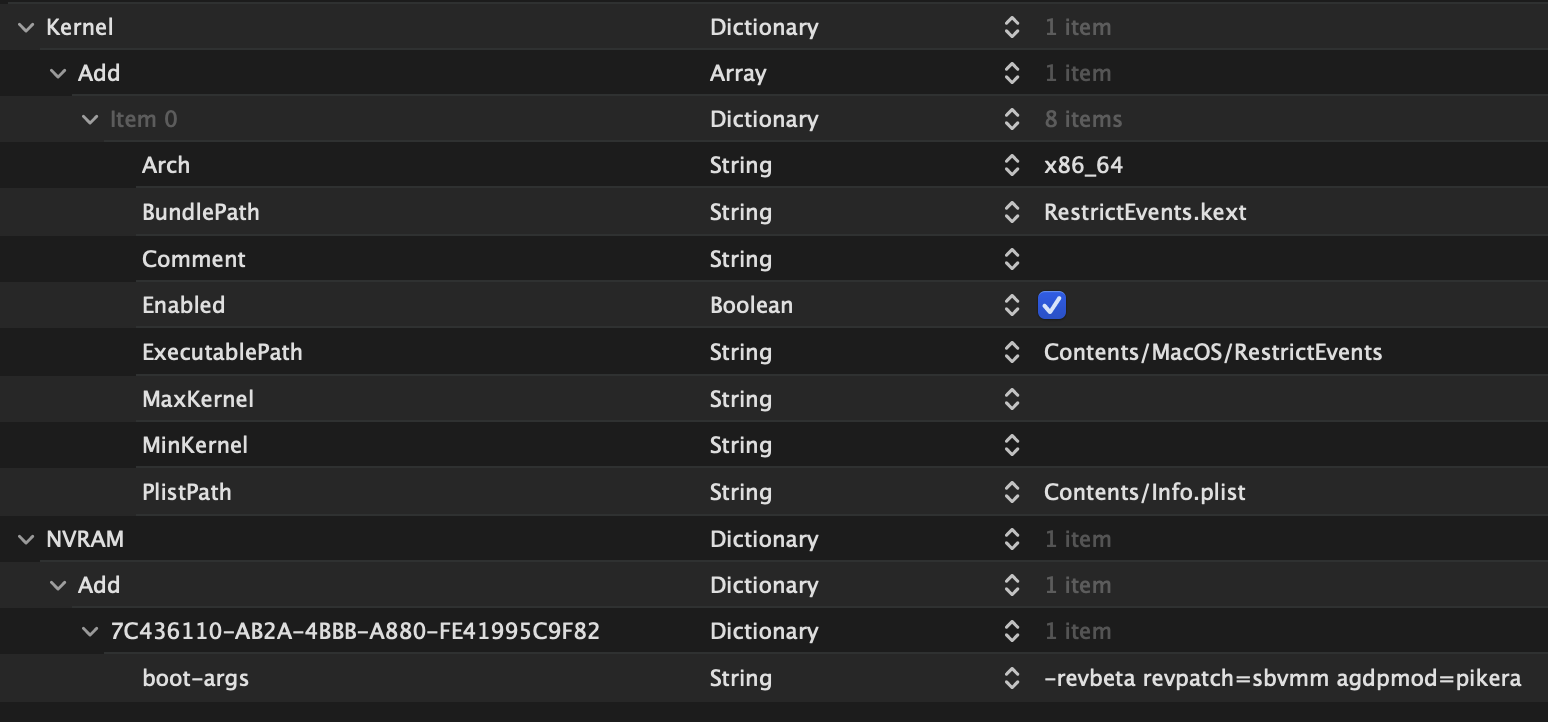 Kernel Dictionary 1 item
Add Array 1 item
Item 0 Dictionary 8 items
Arch String x86_64
BundlePath String RestrictEvents.kext
Comment String
Enabled Boolean
ExecutablePath String Contents/MacOS/RestrictEvents
MaxKernel String
MinKernel String
PlistPath String Contents/Info.plist
NVRAM Dictionary 1 item
Add Dictionary 1 item
7C436110-AB2A-4BBB-A880-FE41995C9F82 Dictionary 1 item
boot-args String -revbeta revpatch=sbvmm agdpmod=pikera